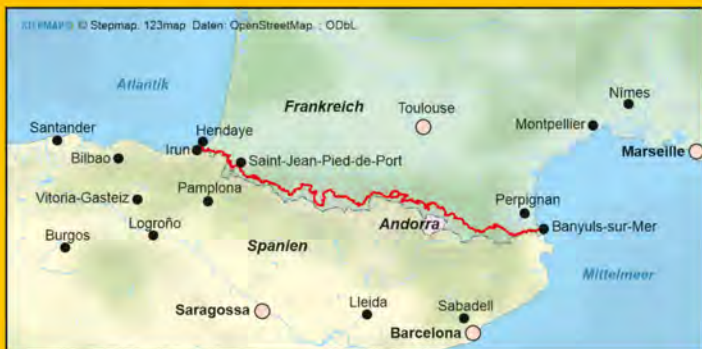 STEPMAP © Stepmap, 123map Daten: OpenStreetMap, ; ODbL
Atlantik
Frankreich
Toulouse
Nîmes
Montpellier
Marseille
Santander
Hendaye
Irun
Bilbao
Saint-Jean-Pied-de-Port
Vitoria-Gasteiz
Pamplona
Perpignan
Andorra
Banyuls-sur-Mer
Logroño
Burgos
Spanien
Mittelmeer
Saragossa
Lleida
Sabadell
Barcelona